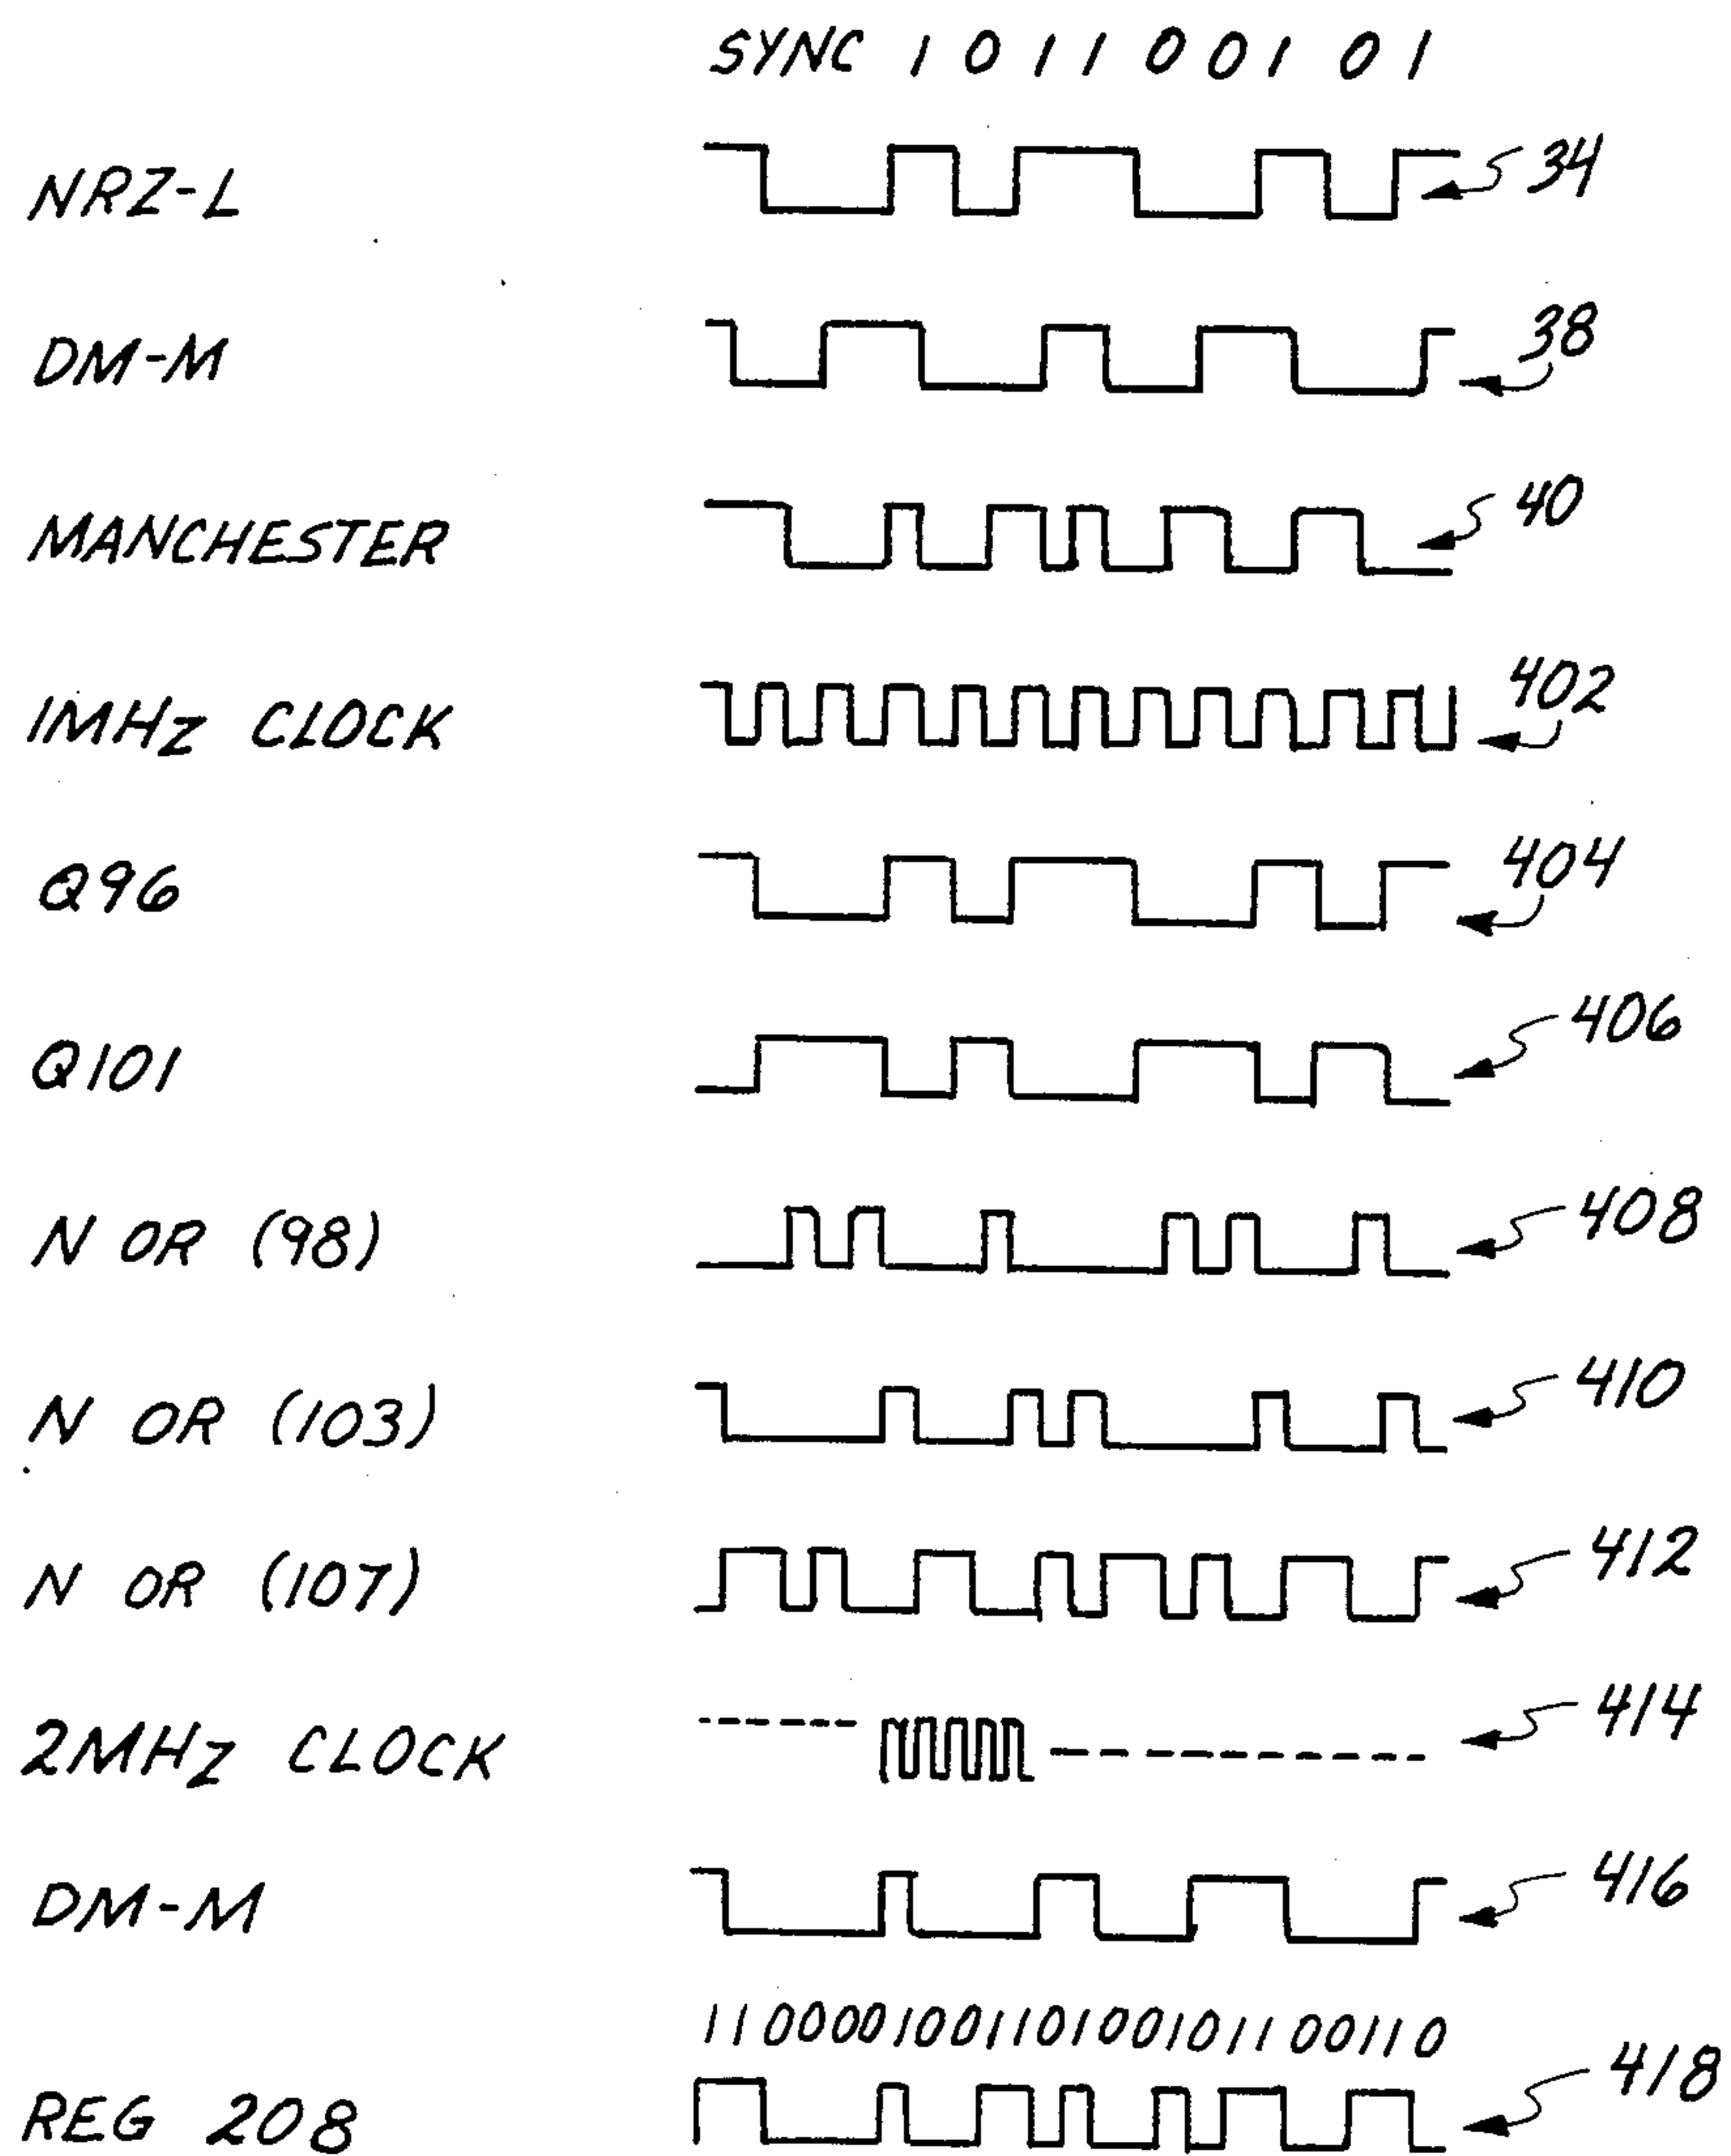 SYNC 1 0 1 1 0 0 1 0 1
NRZ-L 34
DM-M 38
MANCHESTER 40
1MHz CLOCK 402
Q96 404
Q101 406
N OR (98) 408
N OR (103) 410
N OR (107) 412
2MHz CLOCK 414
DM-M 416
110000100110100101100110
REG 208 418